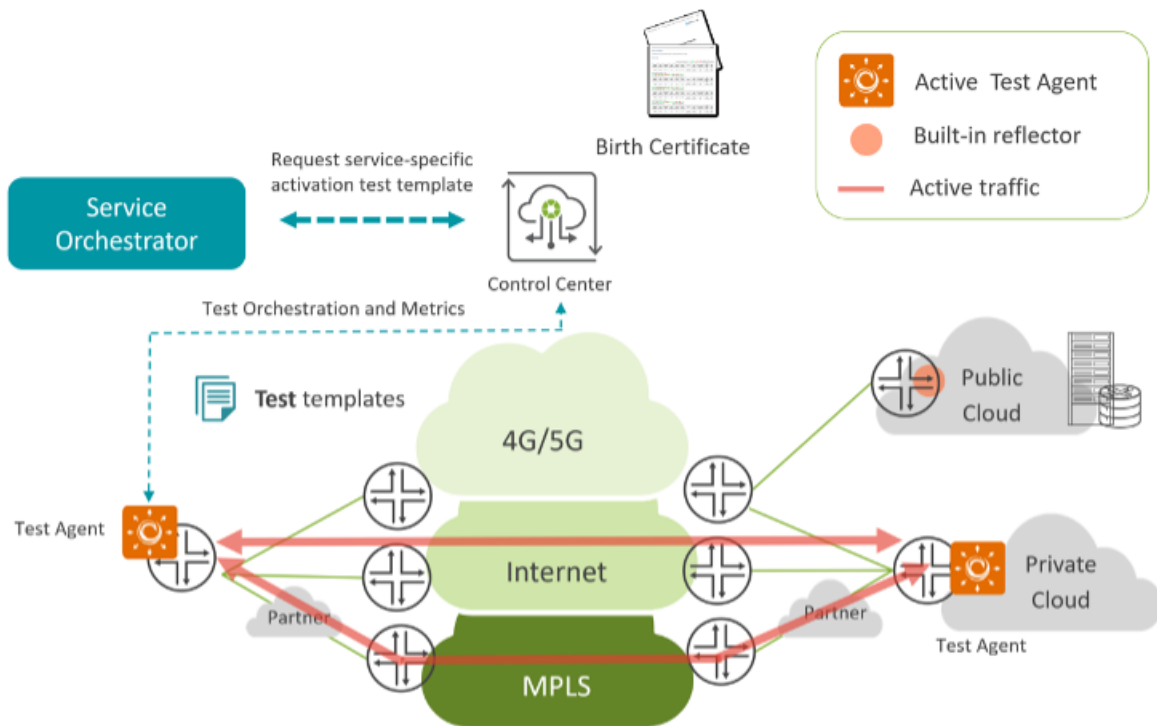 Birth Certificate
Active Test Agent
Built-in reflector
Active traffic
Request service-specific
activation test template
Service
Orchestrator
Control Center
Test Orchestration and Metrics
Test templates
4G/5G
Public
Cloud
Test Agent
Internet
Private
Cloud
Partner
Partner
Test Agent
MPLS